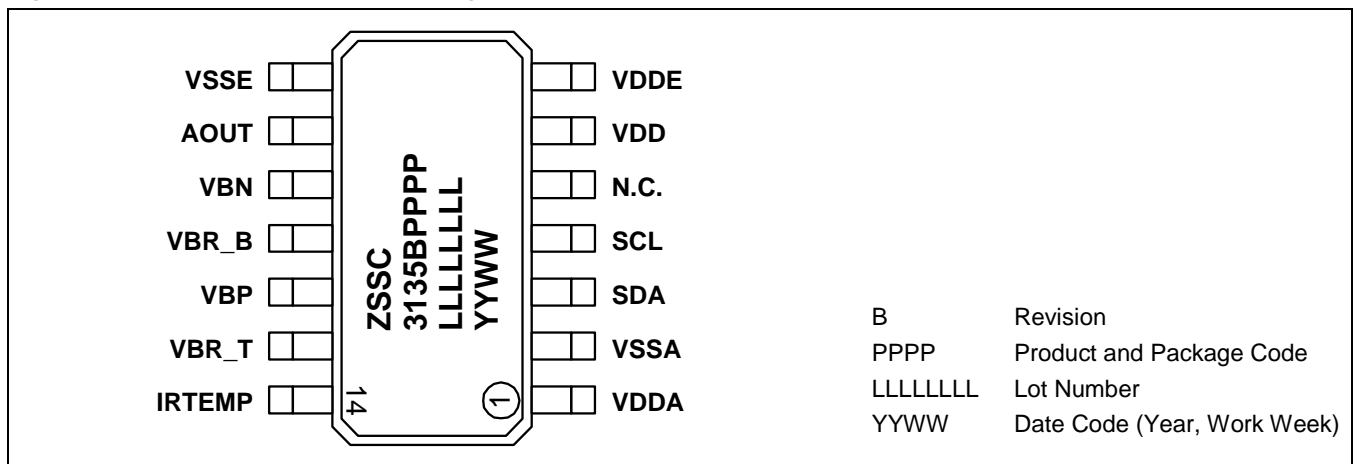 VSSE
AOUT
VBN
VBR_B
VBP
VBR_T
IRTEMP
ZSSC
3135BPPPP
LLLLLLLL
YYWW
14
1
VDDE
VDD
N.C.
SCL
SDA
VSSA
VDDA
B Revision
PPPP Product and Package Code
LLLLLLLL Lot Number
YYWW Date Code (Year, Work Week)